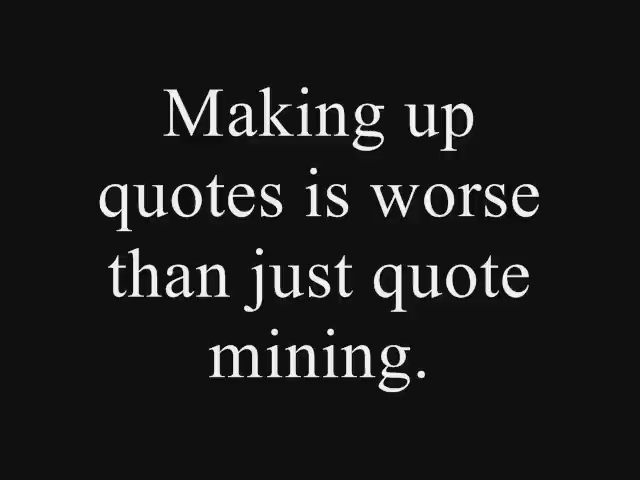 Making up
quotes is worse
than just quote
mining.